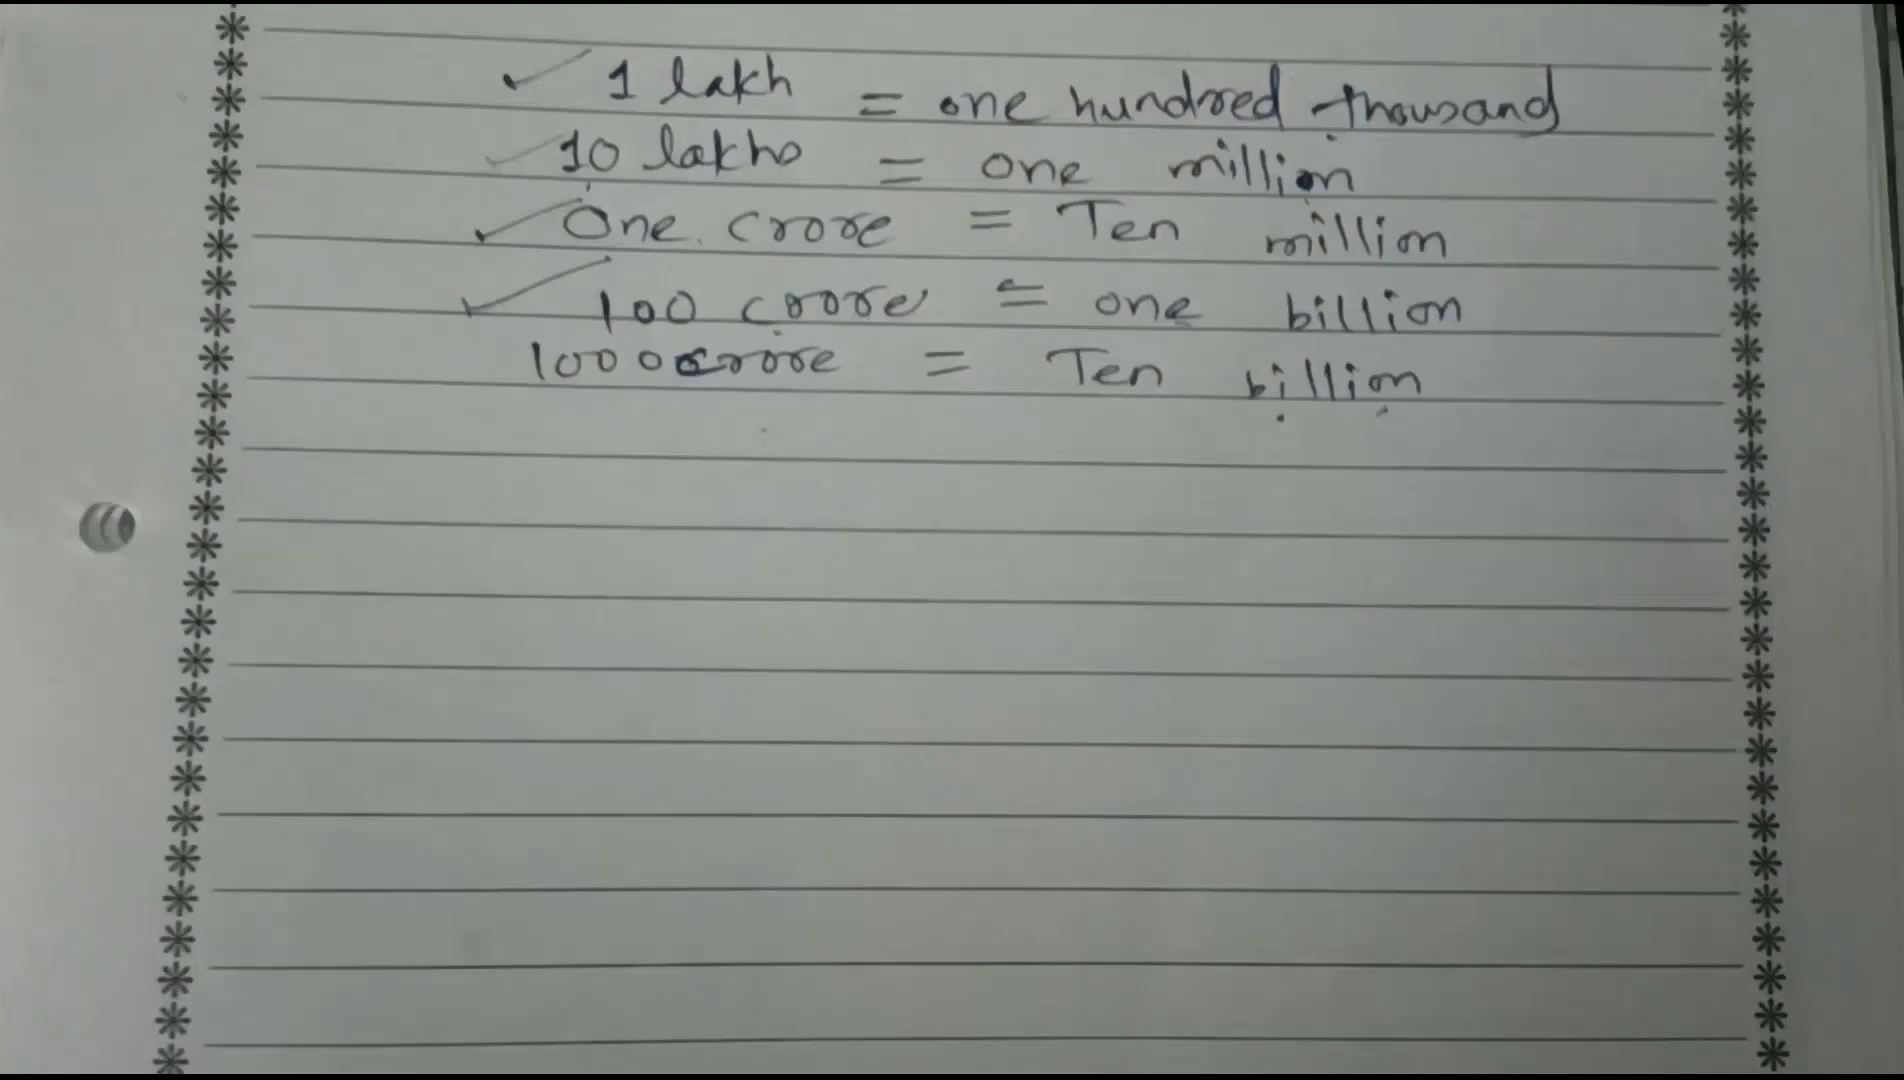 1 lakh = one hundred thousand
10 lakhs = one million
One crore = Ten million
100 crore = one billion
1000 crore = Ten billion